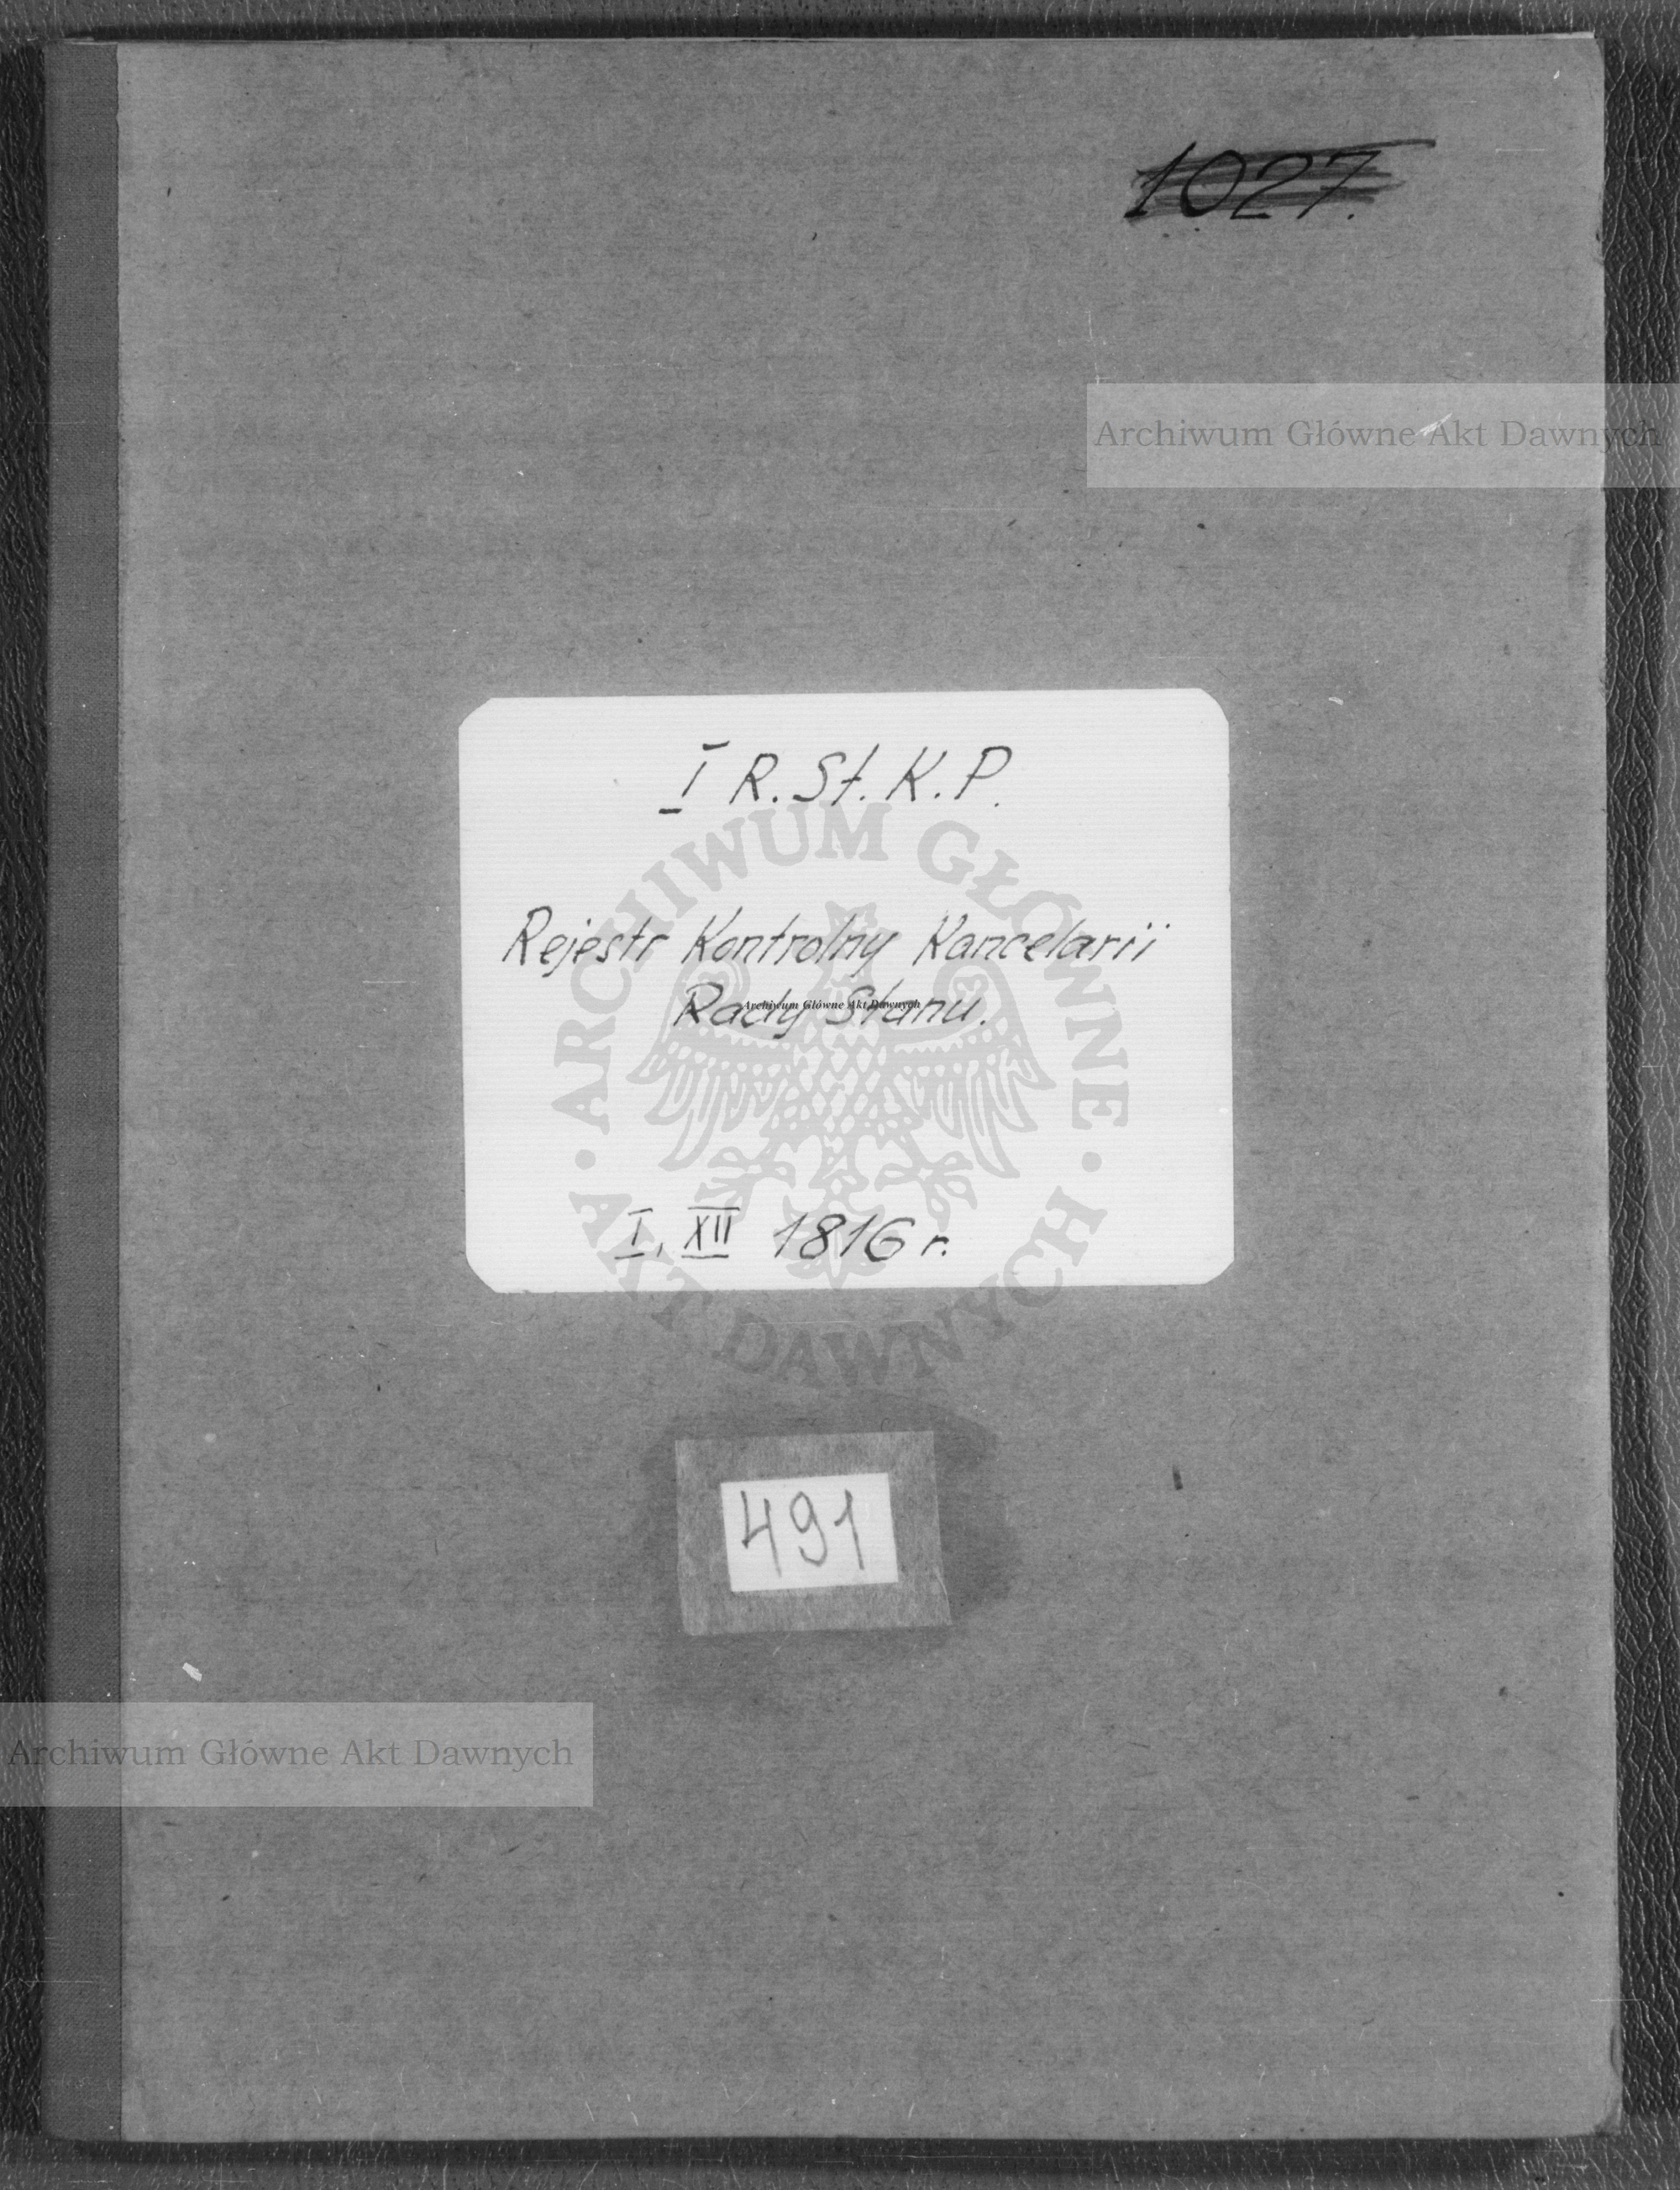 1027.
Archiwum Główne Akt Dawnych
I R. St. K. P.
ARCHIWUM GŁÓWNE · AKT DAWNYCH ·
Rejestr Kontrolny Kancelarii
Rady Stanu.
Archiwum Główne Akt Dawnych
I, XII 1816 r.
491
Archiwum Główne Akt Dawnych